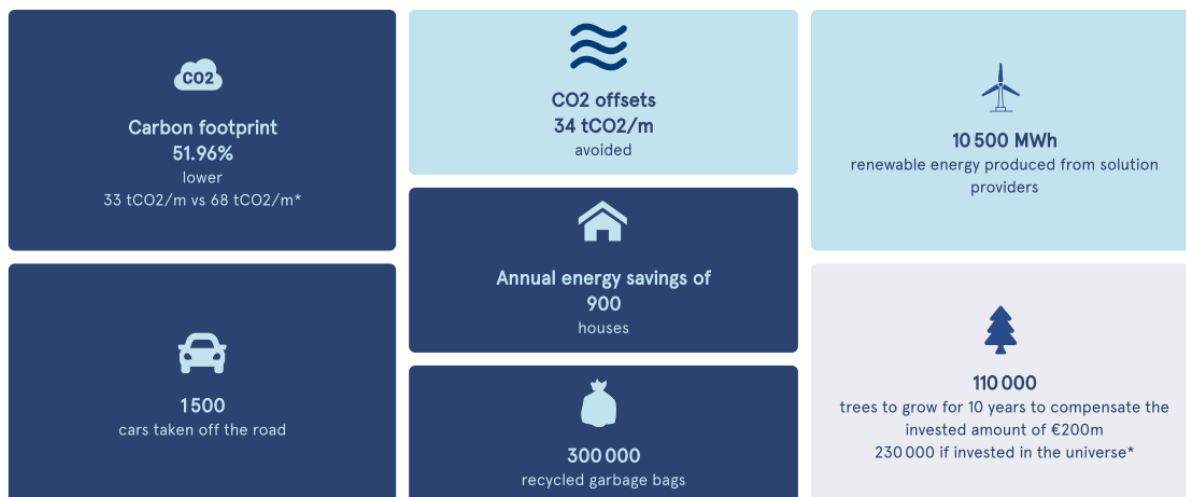 CO2
Carbon footprint
51.96%
lower
33 tCO2/m vs 68 tCO2/m*
CO2 offsets
34 tCO2/m
avoided
10 500 MWh
renewable energy produced from solution
providers
1 500
cars taken off the road
Annual energy savings of
900
houses
300 000
recycled garbage bags
110 000
trees to grow for 10 years to compensate the
invested amount of €200m
230 000 if invested in the universe*